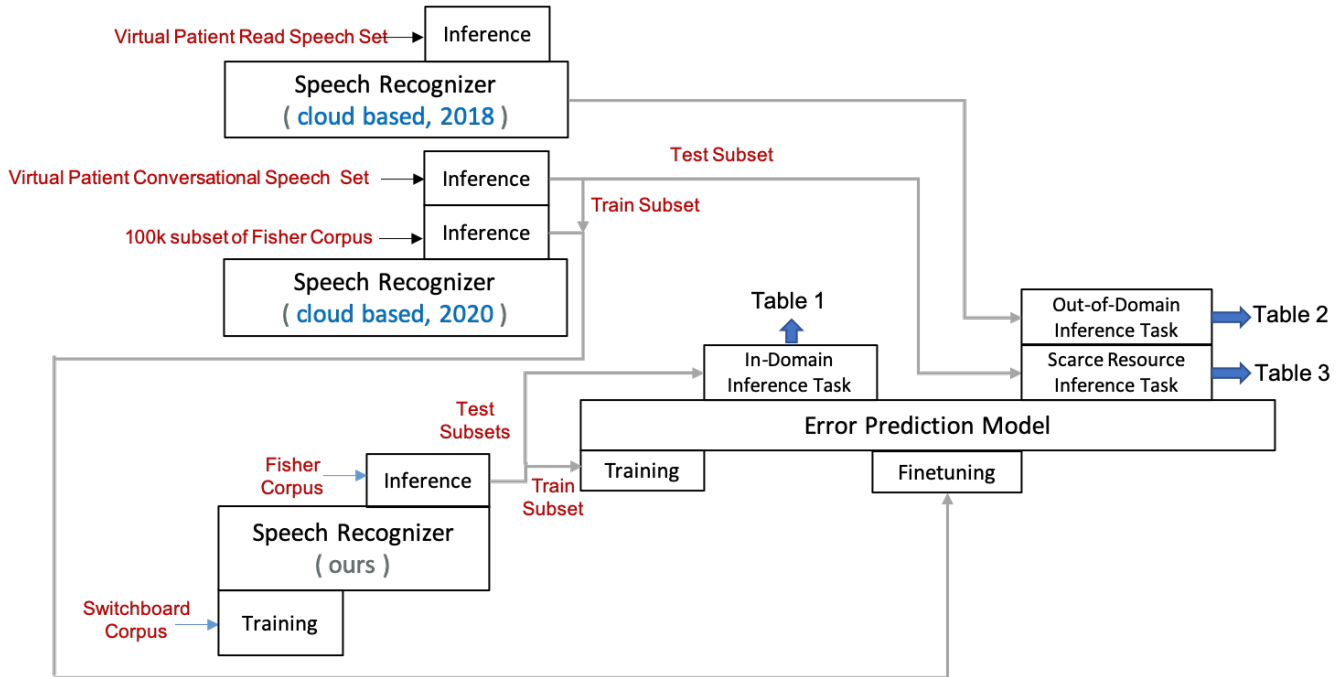 Virtual Patient Read Speech Set
Inference
Speech Recognizer
( cloud based, 2018 )
Virtual Patient Conversational Speech Set
Inference
Test Subset
Train Subset
100k subset of Fisher Corpus
Inference
Speech Recognizer
( cloud based, 2020 )
Table 1
Out-of-Domain
Inference Task
Table 2
In-Domain
Inference Task
Scarce Resource
Inference Task
Table 3
Test
Subsets
Error Prediction Model
Training
Finetuning
Fisher
Corpus
Inference
Train
Subset
Speech Recognizer
( ours )
Switchboard
Corpus
Training